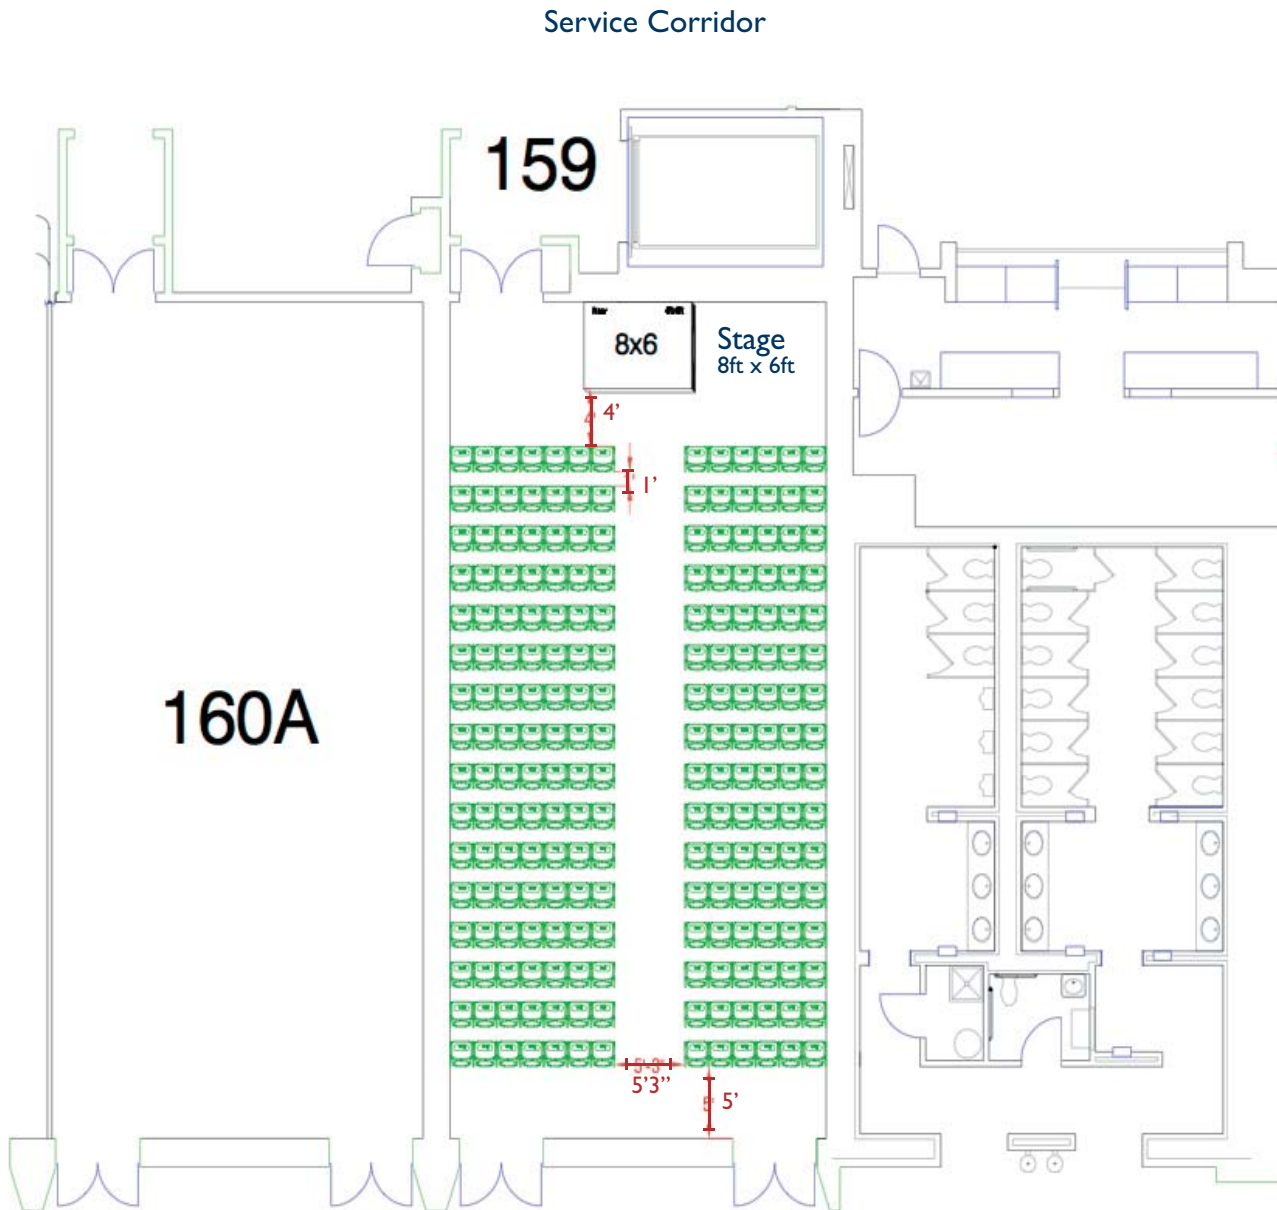 Service Corridor
159
8x6
Stage
8ft x 6ft
4’
1’
160A
5’3”
5’